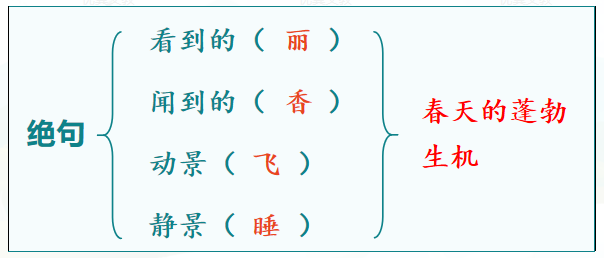 绝句
看到的（ 丽 ）
闻到的（ 香 ）
动景（ 飞 ）
静景（ 睡 ）
春天的蓬勃
生机